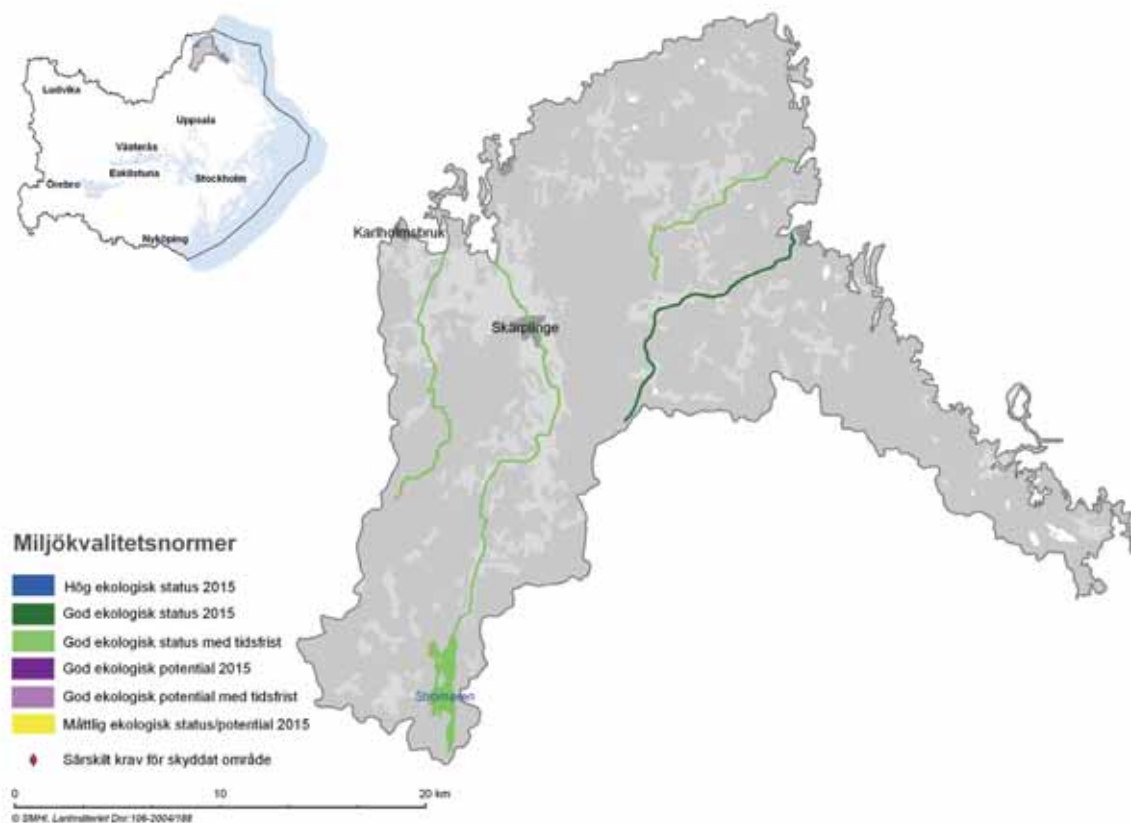 Ludvika
Uppsala
Västerås
Eskilstuna
Örebro
Stockholm
Nyköping
Karlholmsbruk
Skärplinge
Strömaren
Miljökvalitetsnormer
Hög ekologisk status 2015
God ekologisk status 2015
God ekologisk status med tidsfrist
God ekologisk potential 2015
God ekologisk potential med tidsfrist
Måttlig ekologisk status/potential 2015
Särskilt krav för skyddat område
0 10 20 km
© SMHI, Lantmäteriet Dnr:106-2004/188